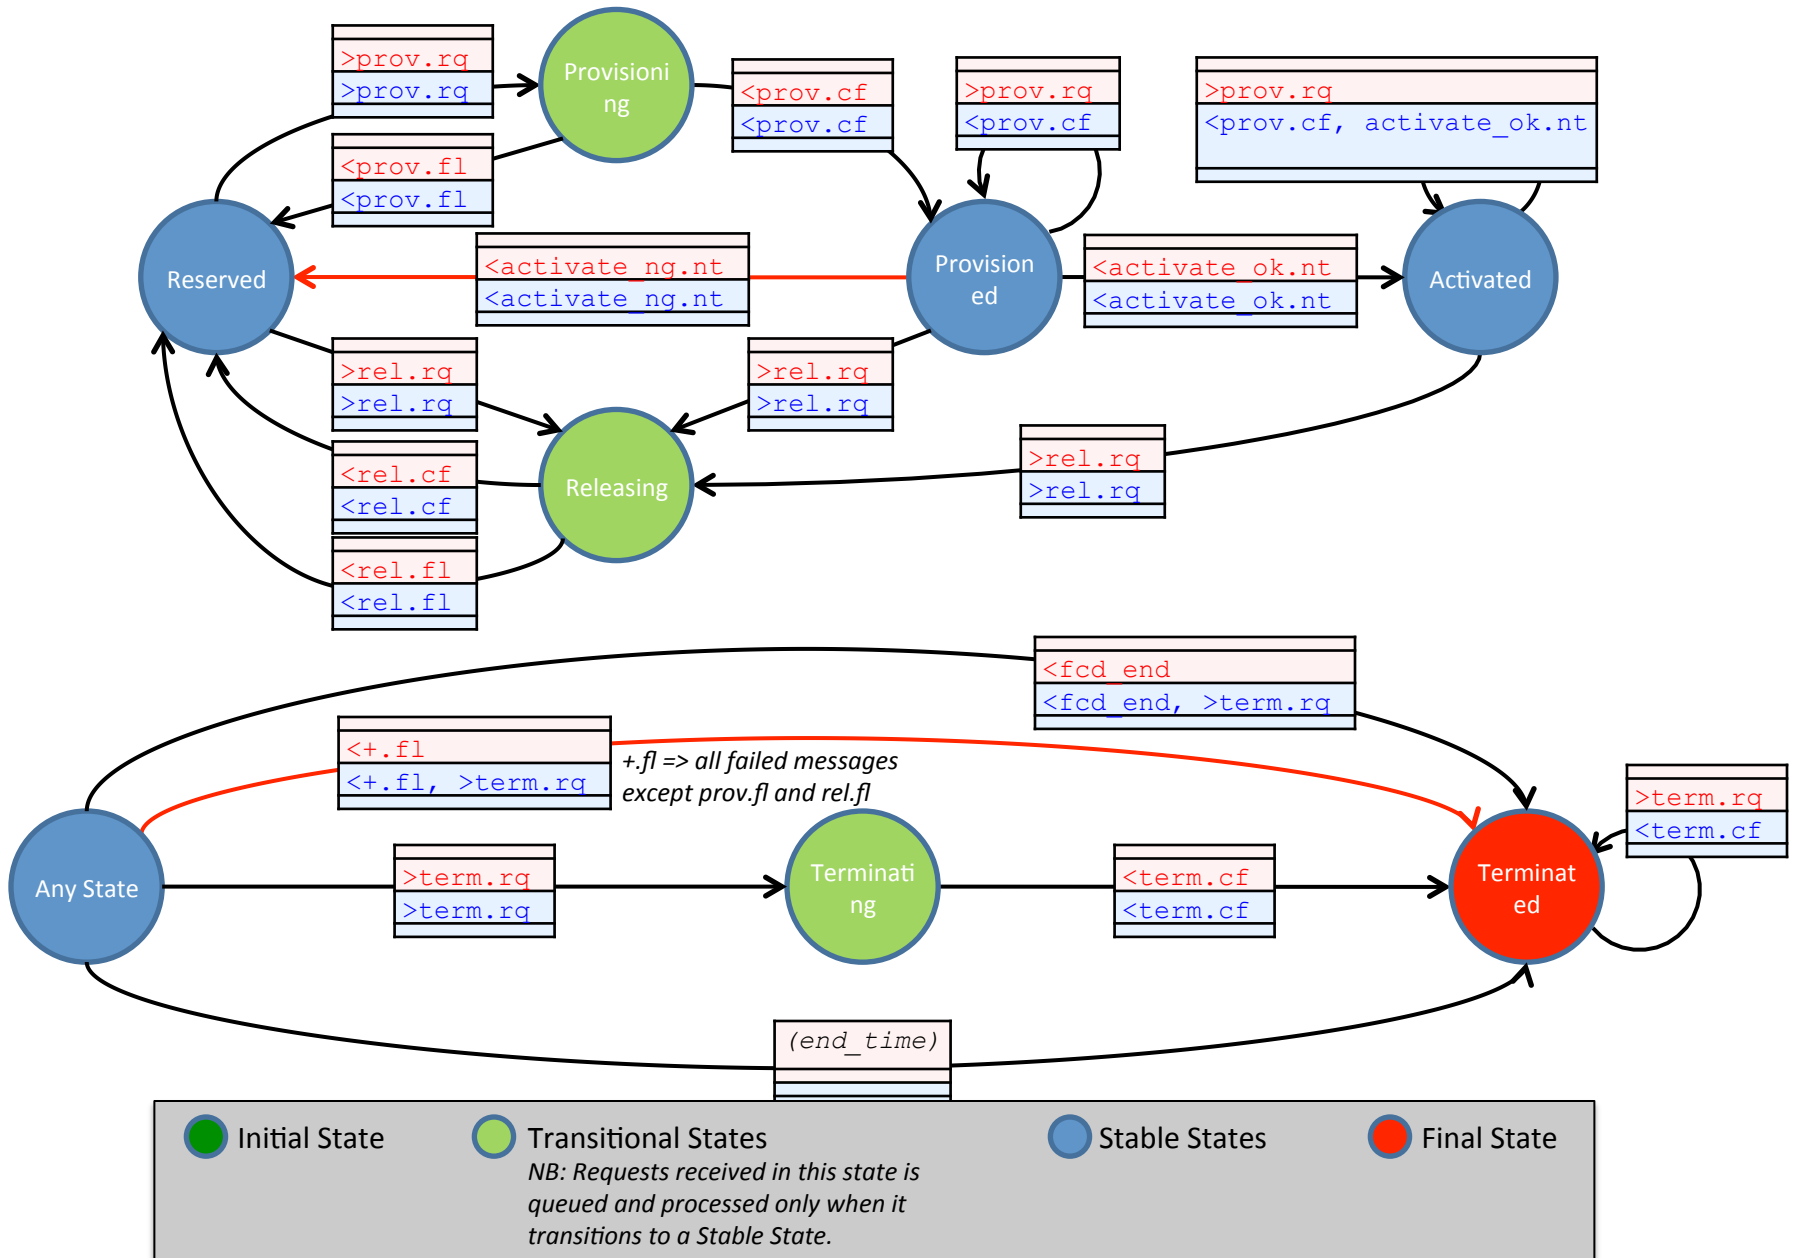 >prov.rq
>prov.rq
Provisioni
ng
<prov.cf
<prov.cf
>prov.rq
<prov.cf
>prov.rq
<prov.cf, activate_ok.nt
<prov.fl
<prov.fl
Reserved
<activate_ng.nt
<activate_ng.nt
Provision
ed
<activate_ok.nt
<activate_ok.nt
Activated
>rel.rq
>rel.rq
>rel.rq
>rel.rq
<rel.cf
<rel.cf
Releasing
>rel.rq
>rel.rq
<rel.fl
<rel.fl
<fcd_end
<fcd_end, >term.rq
<+.fl
<+.fl, >term.rq
+.fl => all failed messages
except prov.fl and rel.fl
>term.rq
<term.cf
Any State
>term.rq
>term.rq
Terminati
ng
<term.cf
<term.cf
Terminat
ed
(end_time)
Initial State
Transitional States
NB: Requests received in this state is
queued and processed only when it
transitions to a Stable State.
Stable States
Final State